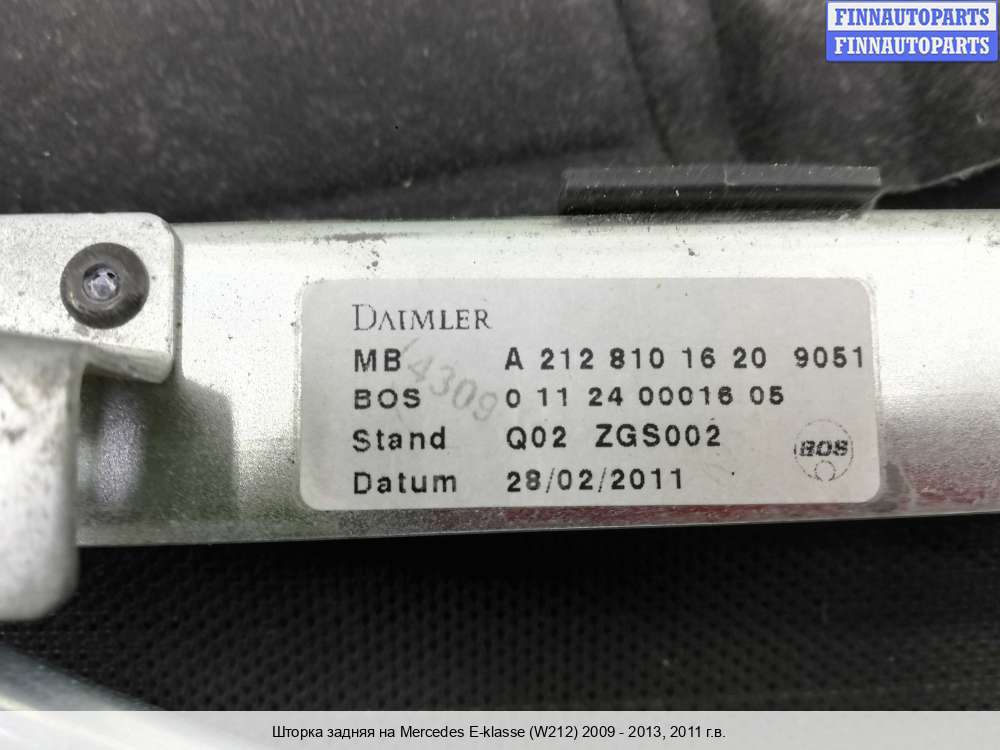 FINNAUTOPARTS
FINNAUTOPARTS
DAIMLER
MB A 212 810 16 20 9051
BOS 0 11 24 00016 05
Stand Q02 ZGS002
Datum 28/02/2011
BOS
14309
Шторка задняя на Mercedes E-klasse (W212) 2009 - 2013, 2011 г.в.